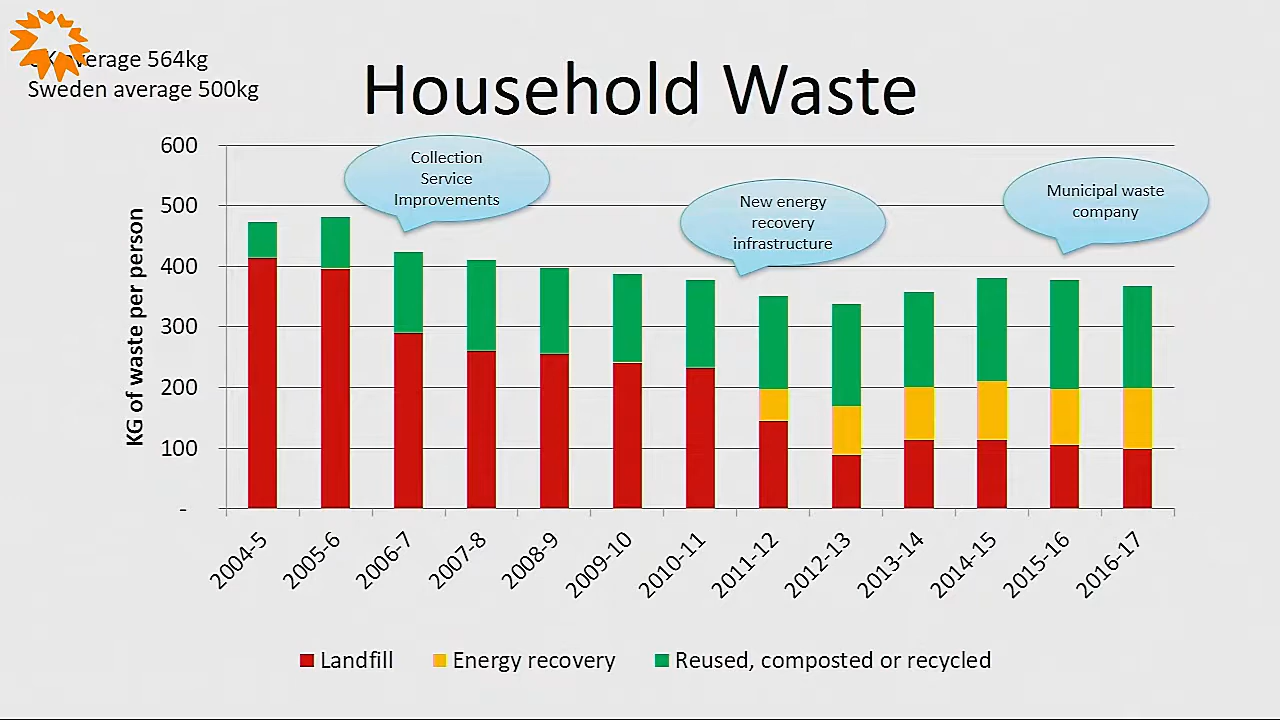 average 564kg
Sweden average 500kg
Household Waste
600
500
400
300
200
100
-
KG of waste per person
Collection
Service
Improvements
New energy
recovery
infrastructure
Municipal waste
company
2004-5
2005-6
2006-7
2007-8
2008-9
2009-10
2010-11
2011-12
2012-13
2013-14
2014-15
2015-16
2016-17
Landfill
Energy recovery
Reused, composted or recycled